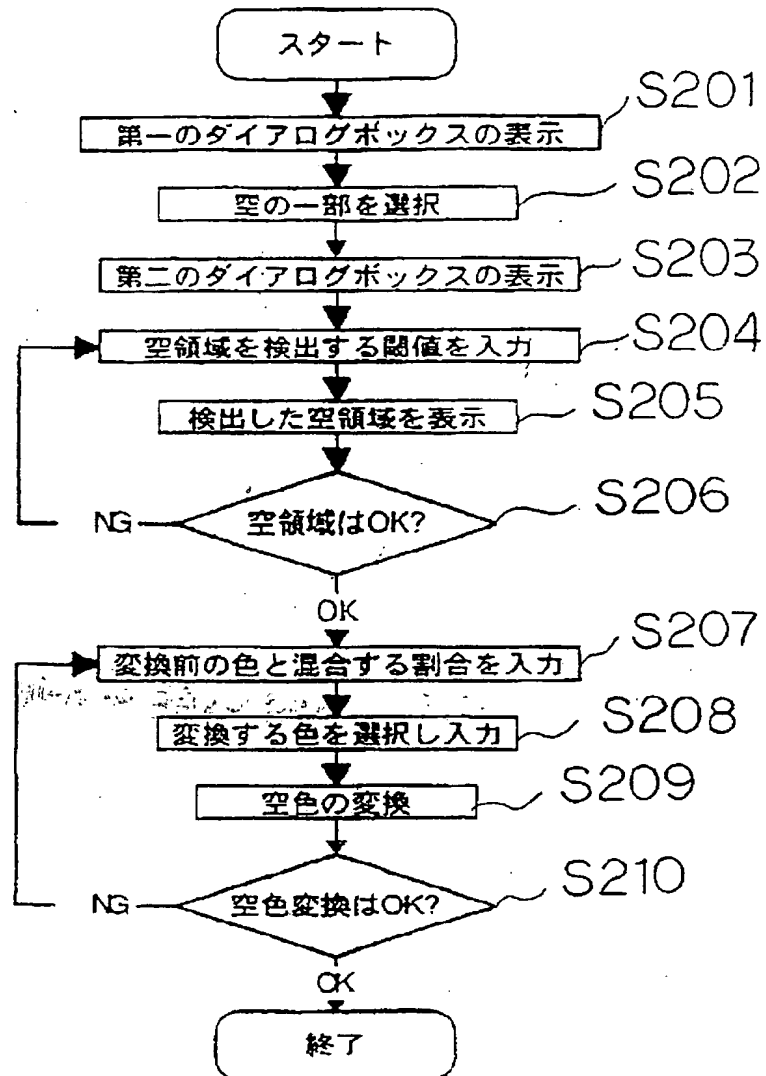 スタート
S201
第一のダイアログボックスの表示
S202
空の一部を選択
S203
第二のダイアログボックスの表示
S204
空領域を検出する閾値を入力
S205
検出した空領域を表示
S206
空領域はOK?
NG
OK
S207
変換前の色と混合する割合を入力
S208
変換する色を選択し入力
S209
空色の変換
S210
空色変換はOK?
NG
OK
終了